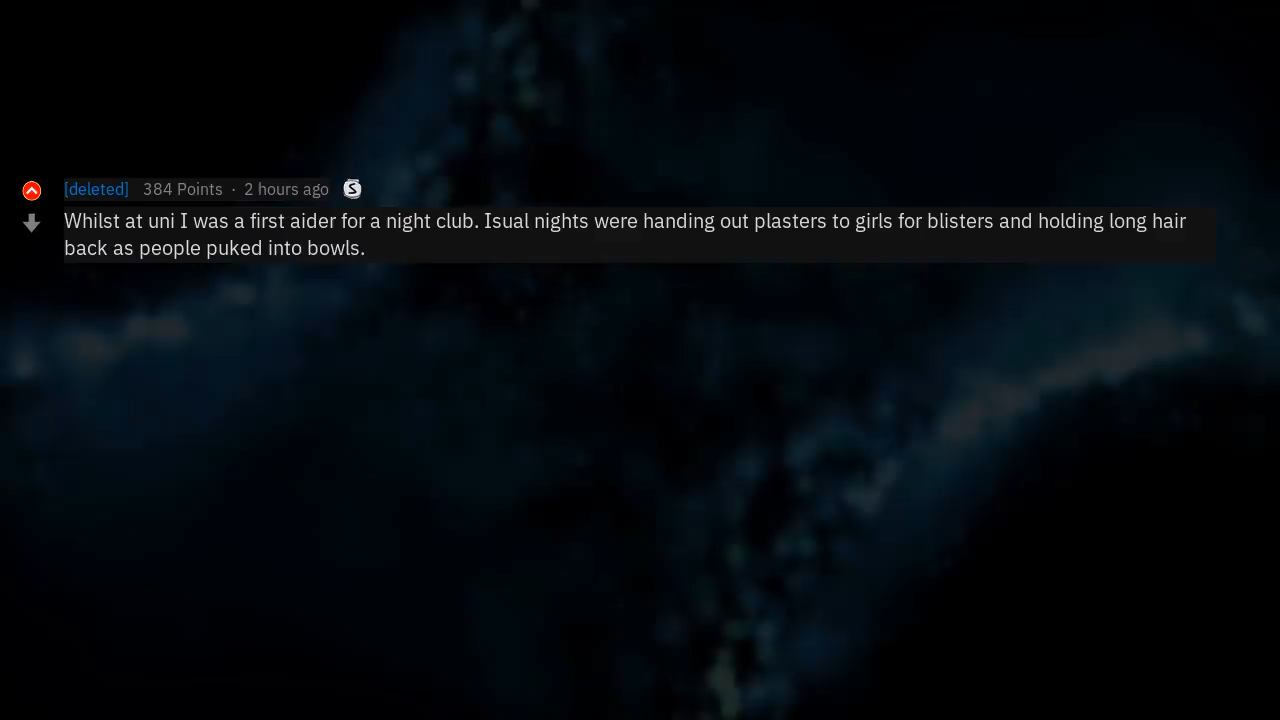 [deleted] 384 Points · 2 hours ago
Whilst at uni I was a first aider for a night club. Isual nights were handing out plasters to girls for blisters and holding long hair
back as people puked into bowls.